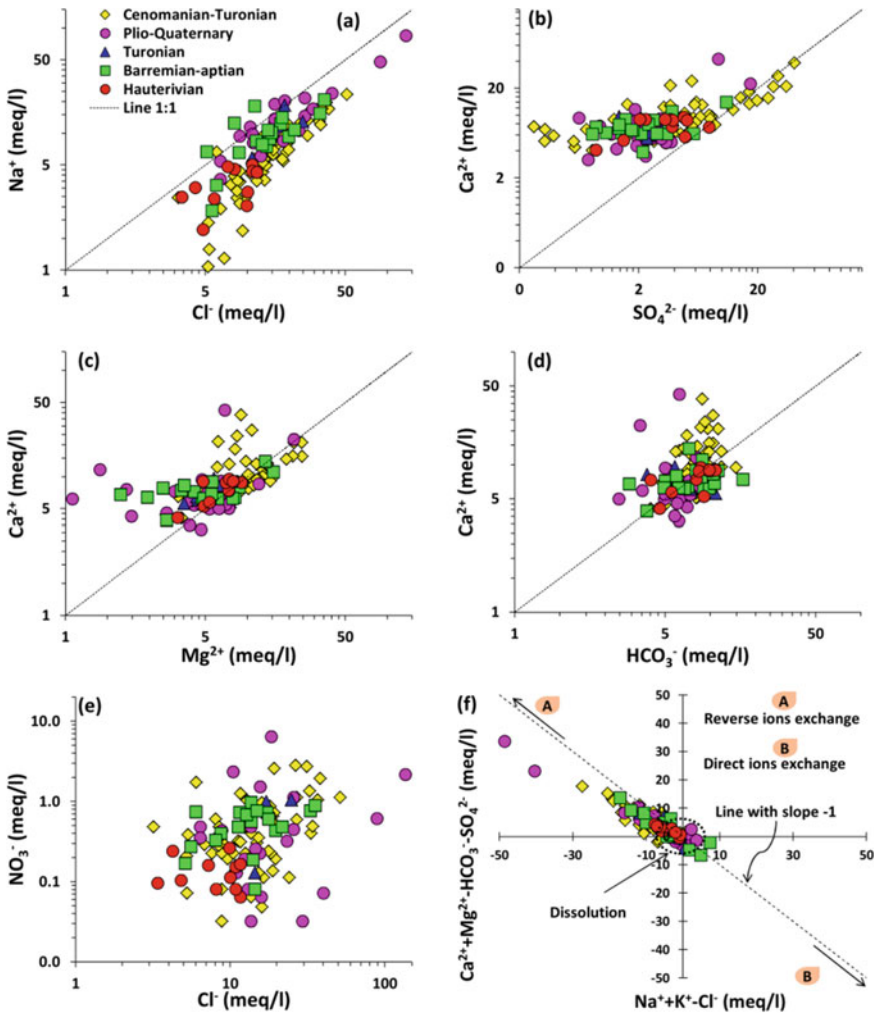 (a)
Cenomanian-Turonian
Plio-Quaternary
Turonian
Barremian-aptian
Hauterivian
Line 1:1
50
5
1
Na⁺ (meq/l)
1 5 50
Cl⁻ (meq/l)
(b)
20
2
0
Ca²⁺ (meq/l)
0 2 20
SO₄²⁻ (meq/l)
(c)
50
5
1
Ca²⁺ (meq/l)
1 5 50
Mg²⁺ (meq/l)
(d)
50
5
1
Ca²⁺ (meq/l)
1 5 50
HCO₃⁻ (meq/l)
(e)
10.0
1.0
0.1
0.0
NO₃⁻ (meq/l)
1 10 100
Cl⁻ (meq/l)
(f)
A
A
Reverse ions exchange
B
Direct ions exchange
Line with slope -1
Dissolution
B
50
40
30
20
10
0
-10
-20
-30
-40
-50
Ca²⁺+Mg²⁺-HCO₃⁻-SO₄²⁻ (meq/l)
-50 -30 -10 10 30 50
Na⁺+K⁺-Cl⁻ (meq/l)